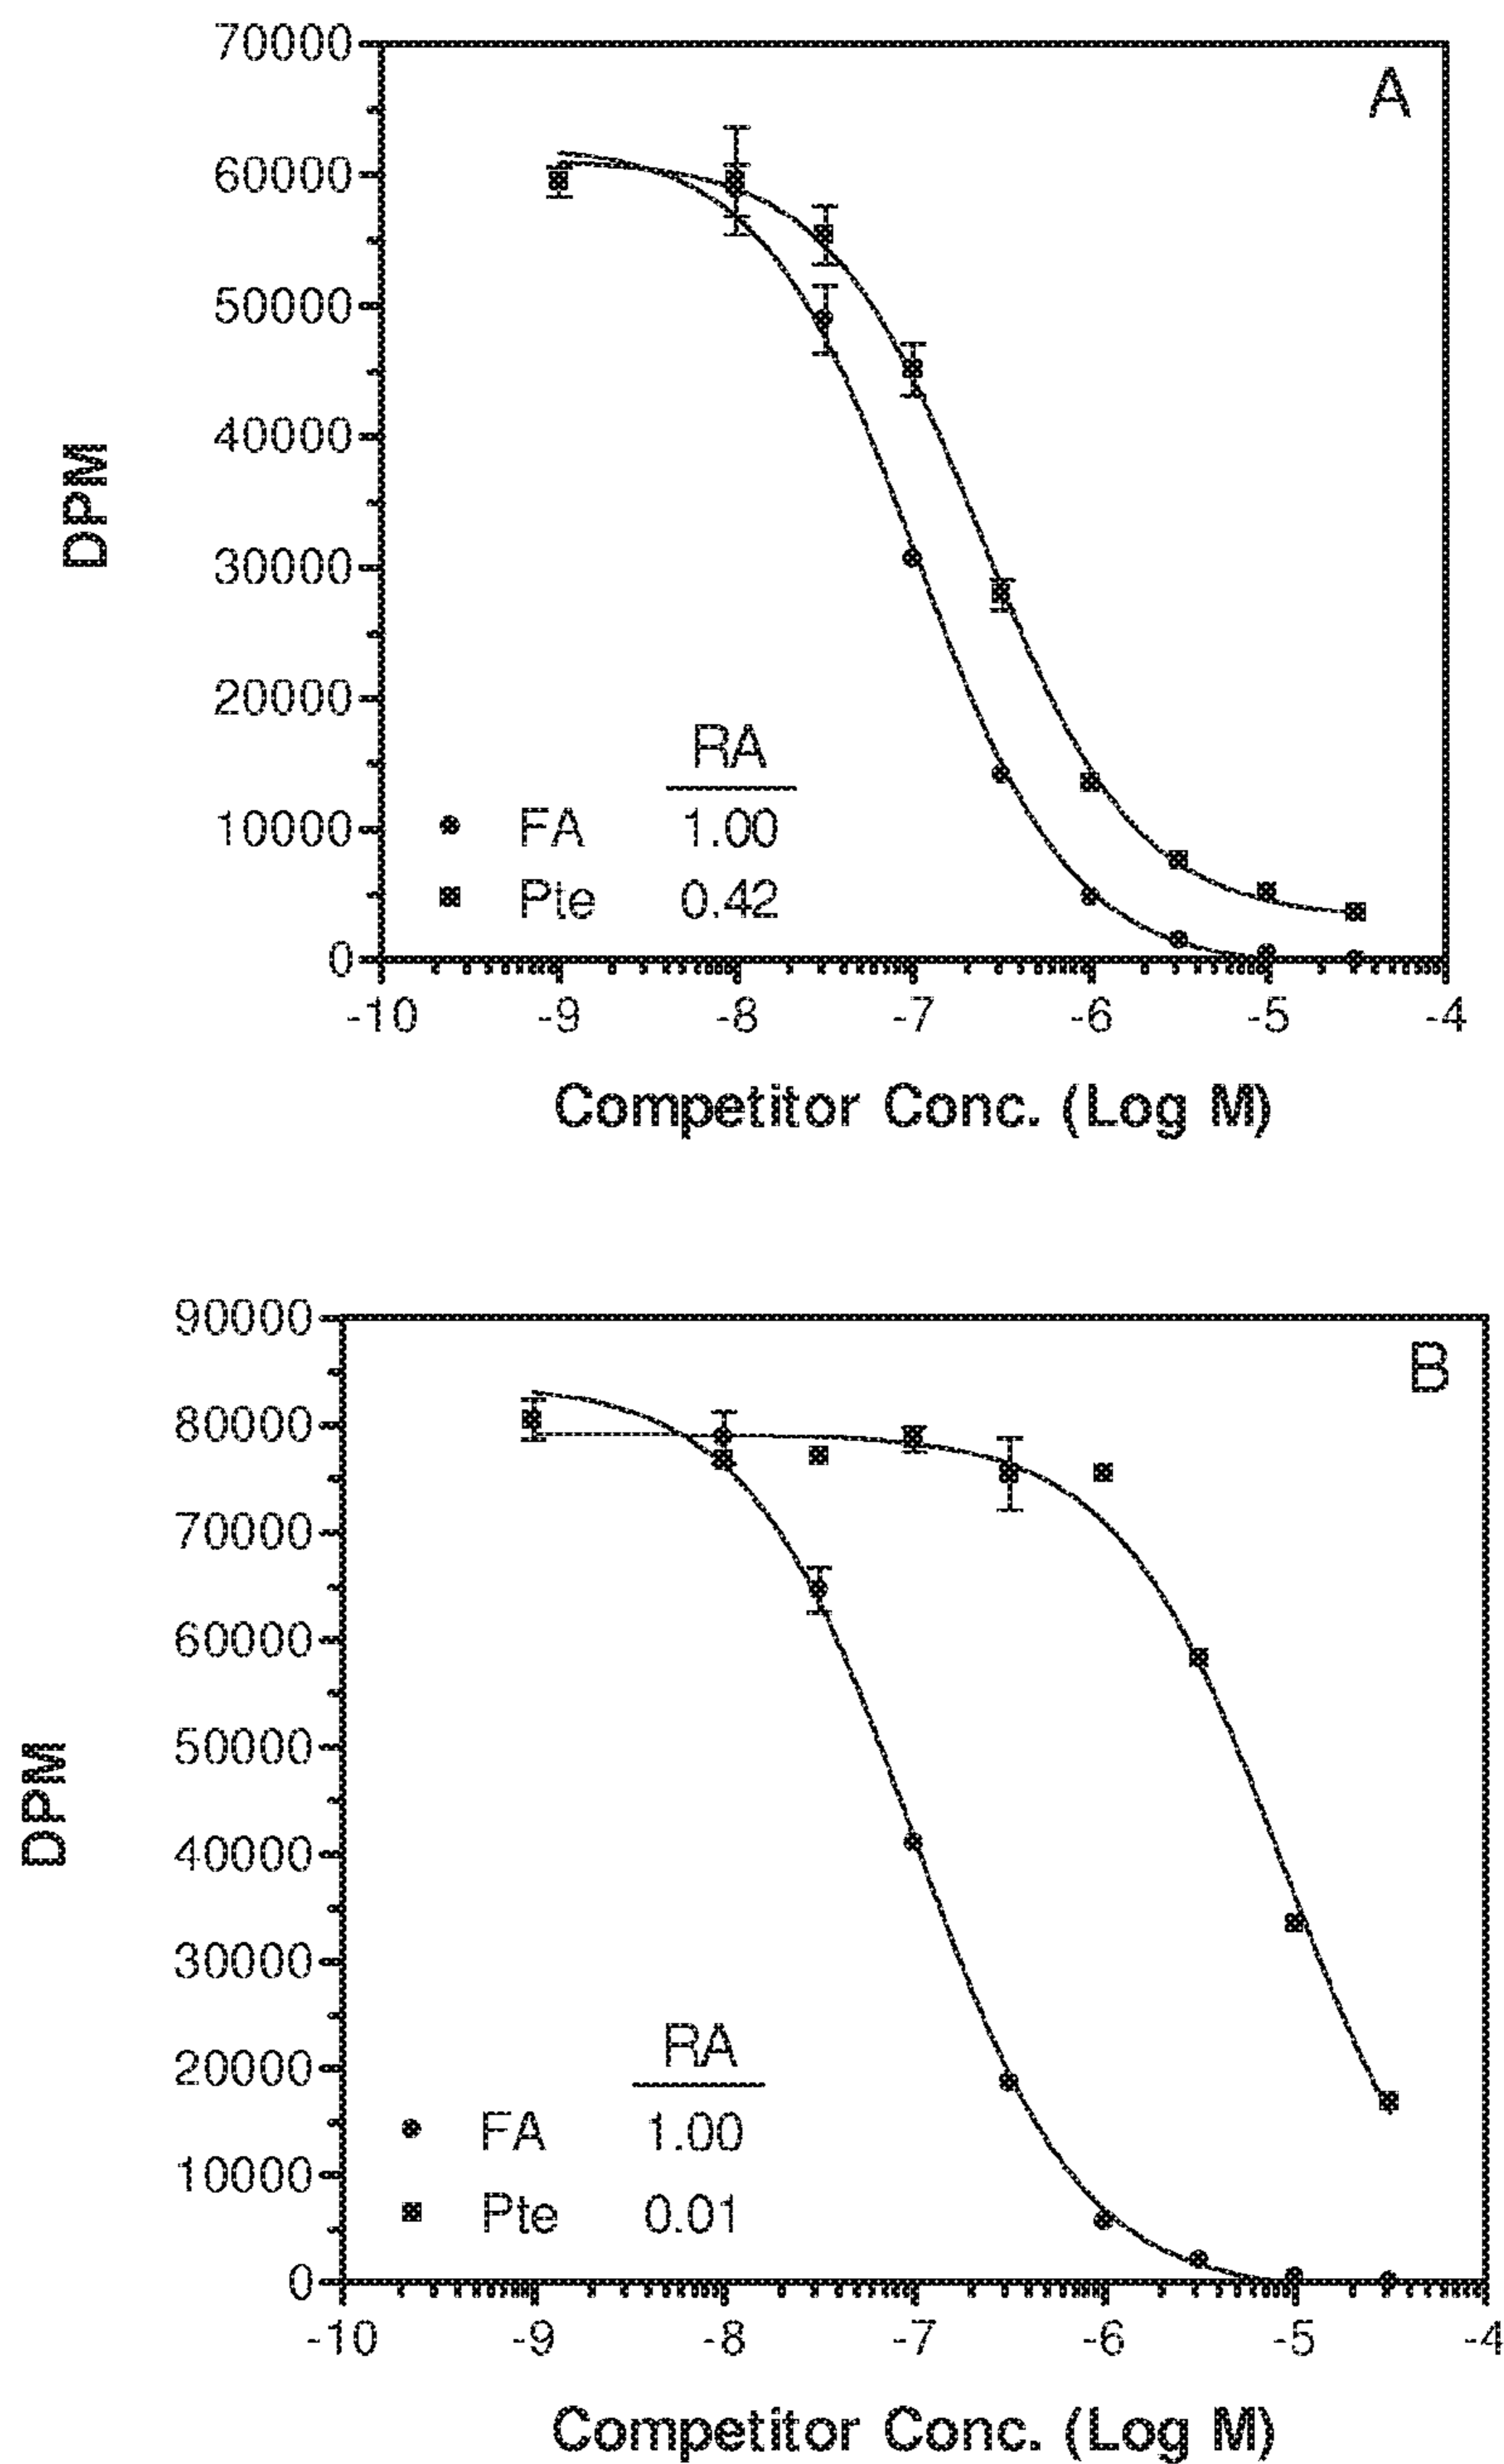 A
70000
60000
50000
40000
30000
20000
10000
0
DPM
RA
FA 1.00
Pte 0.42
-10 -9 -8 -7 -6 -5 -4
Competitor Conc. (Log M)
B
90000
80000
70000
60000
50000
40000
30000
20000
10000
0
DPM
RA
FA 1.00
Pte 0.01
-10 -9 -8 -7 -6 -5 -4
Competitor Conc. (Log M)